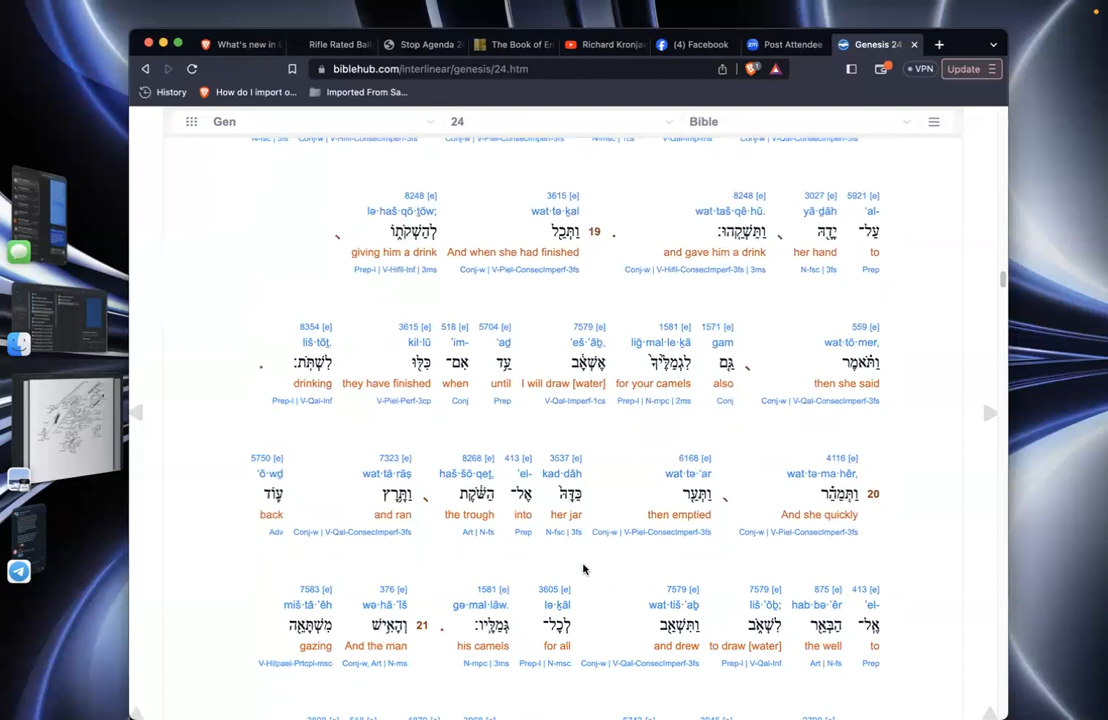 What's new in
Rifle Rated Bal
Stop Agenda 2
The Book of En
Richard Kronja
(4) Facebook
Post Attendee
Genesis 24
biblehub.com/interlinear/genesis/24.htm
VPN
Update
History
How do I import o...
Imported From Sa...
Gen
24
Bible
8248 [e] 3615 [e] 8248 [e] 3027 [e] 5921 [e]
lə·haš·qō·ṯōw; wat·tə·ḵal wat·taš·qê·hū. yā·ḏāh 'al-
עַל־ יָדָ֖הּ 、 וַתַּשְׁקֵֽהוּ׃ . 19 וַתְּכַ֖ל לְהַשְׁקֹת֑וֹ 、
giving him a drink And when she had finished and gave him a drink her hand to
Prep-l | V-Hifil-Inf | 3ms Conj-w | V-Piel-ConsecImperf-3fs Conj-w | V-Hifil-ConsecImperf-3fs | 3ms N-fsc | 3fs Prep
8354 [e] 3615 [e] 518 [e] 5704 [e] 7579 [e] 1581 [e] 1571 [e] 559 [e]
liš·tōṯ. kil·lū 'im- 'aḏ 'eš·'āḇ, liḡ·mal·le·ḵā gam wat·tō·mer,
וַתֹּ֗אמֶר 、 גַּ֤ם לִגְמַלֶּ֙יךָ֙ אֶשְׁאָ֔ב עַ֥ד אִם־ כִּלּ֖וּ לִשְׁתֹּֽת׃ .
drinking they have finished when until I will draw [water] for your camels also then she said
Prep-l | V-Qal-Inf V-Piel-Perf-3cp Conj Prep V-Qal-Imperf-1cs Prep-l | N-mpc | 2ms Conj Conj-w | V-Qal-ConsecImperf-3fs
5750 [e] 7323 [e] 8268 [e] 413 [e] 3537 [e] 6168 [e] 4116 [e]
'ō·wḏ wat·tā·rāṣ haš·šō·qeṯ, 'el- kad·dāh wat·tə·'ar wat·tə·ma·hêr,
20 וַתְּמַהֵ֗ר 、 וַתְּעַ֤ר כַּדָּהּ֙ אֶל־ הַשֹּׁ֔קֶת 、 וַתָּ֥רָץ ע֛וֹד
back and ran the trough into her jar then emptied And she quickly
Adv Conj-w | V-Qal-ConsecImperf-3fs Art | N-fs Prep N-fsc | 3fs Conj-w | V-Piel-ConsecImperf-3fs Conj-w | V-Piel-ConsecImperf-3fs
7583 [e] 376 [e] 1581 [e] 3605 [e] 7579 [e] 7579 [e] 875 [e] 413 [e]
miš·tā·'êh wə·hā·'îš gə·mal·lāw. lə·ḵāl wat·tiš·'aḇ liš·'ōḇ; hab·bə·'êr 'el-
אֶֽל־ הַבְּאֵ֖ר לִשְׁאֹ֑ב וַתִּשְׁאַ֖ב לְכָל־ גְּמַלָּֽיו׃ . 21 וְהָאִ֥ישׁ מִשְׁתָּאֵ֖ה
gazing And the man his camels for all and drew to draw [water] the well to
V-Hitpael-Prtcpl-msc Conj-w, Art | N-ms N-mpc | 3ms Prep-l | N-msc Conj-w | V-Qal-ConsecImperf-3fs Prep-l | V-Qal-Inf Art | N-fs Prep